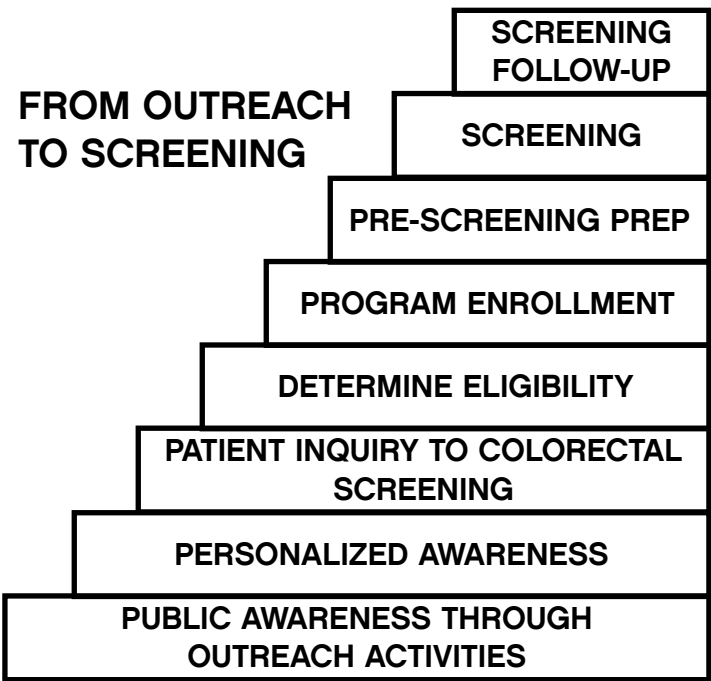 FROM OUTREACH
TO SCREENING
SCREENING
FOLLOW-UP
SCREENING
PRE-SCREENING PREP
PROGRAM ENROLLMENT
DETERMINE ELIGIBILITY
PATIENT INQUIRY TO COLORECTAL
SCREENING
PERSONALIZED AWARENESS
PUBLIC AWARENESS THROUGH
OUTREACH ACTIVITIES